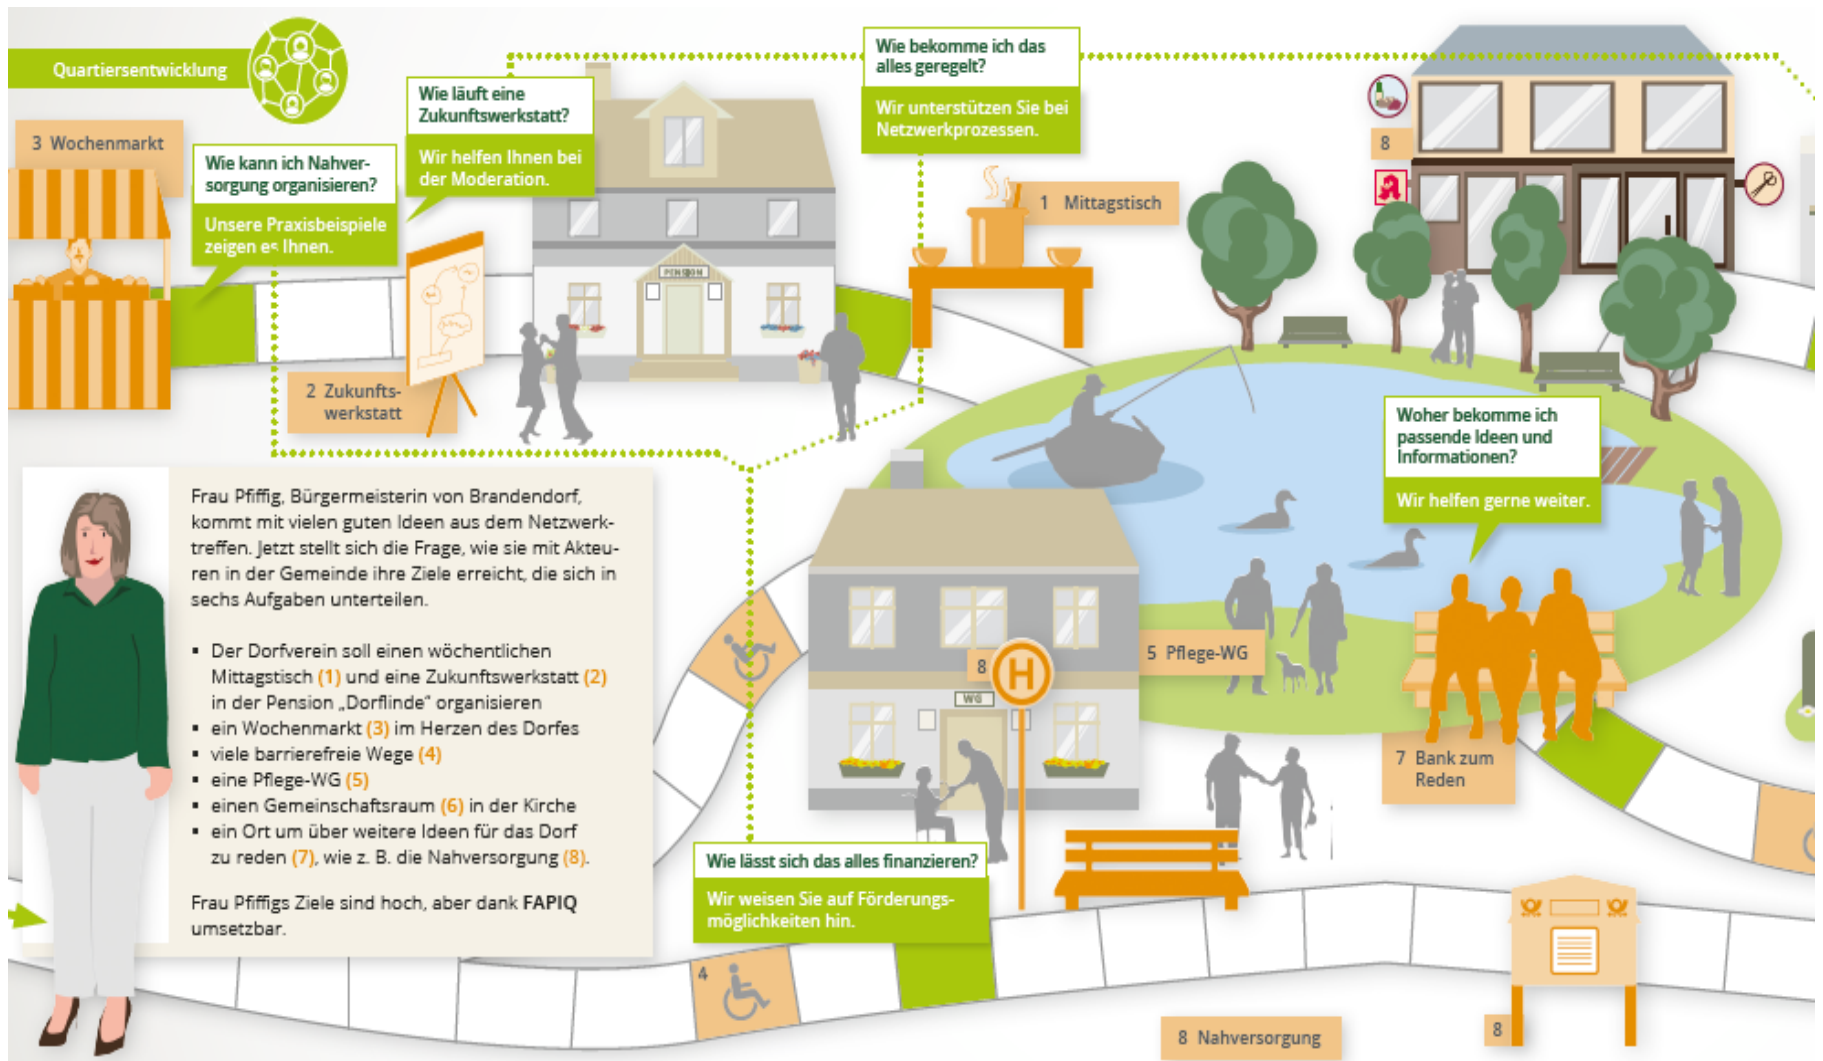 Quartiersentwicklung
3 Wochenmarkt
Wie kann ich Nahver-
sorgung organisieren?
Unsere Praxisbeispiele
zeigen es Ihnen.
Wie läuft eine
Zukunftswerkstatt?
Wir helfen Ihnen bei
der Moderation.
2 Zukunfts-
werkstatt
PENSION
Wie bekomme ich das
alles geregelt?
Wir unterstützen Sie bei
Netzwerkprozessen.
1 Mittagstisch
8
A
Woher bekomme ich
passende Ideen und
Informationen?
Wir helfen gerne weiter.
Frau Pfiffig, Bürgermeisterin von Brandendorf,
kommt mit vielen guten Ideen aus dem Netzwerk-
treffen. Jetzt stellt sich die Frage, wie sie mit Akteu-
ren in der Gemeinde ihre Ziele erreicht, die sich in
sechs Aufgaben unterteilen.
▪ Der Dorfverein soll einen wöchentlichen
Mittagstisch (1) und eine Zukunftswerkstatt (2)
in der Pension „Dorflinde“ organisieren
▪ ein Wochenmarkt (3) im Herzen des Dorfes
▪ viele barrierefreie Wege (4)
▪ eine Pflege-WG (5)
▪ einen Gemeinschaftsraum (6) in der Kirche
▪ ein Ort um über weitere Ideen für das Dorf
zu reden (7), wie z. B. die Nahversorgung (8).
Frau Pfiffigs Ziele sind hoch, aber dank FAPIQ
umsetzbar.
8
H
WG
5 Pflege-WG
7 Bank zum
Reden
Wie lässt sich das alles finanzieren?
Wir weisen Sie auf Förderungs-
möglichkeiten hin.
4
8 Nahversorgung
8